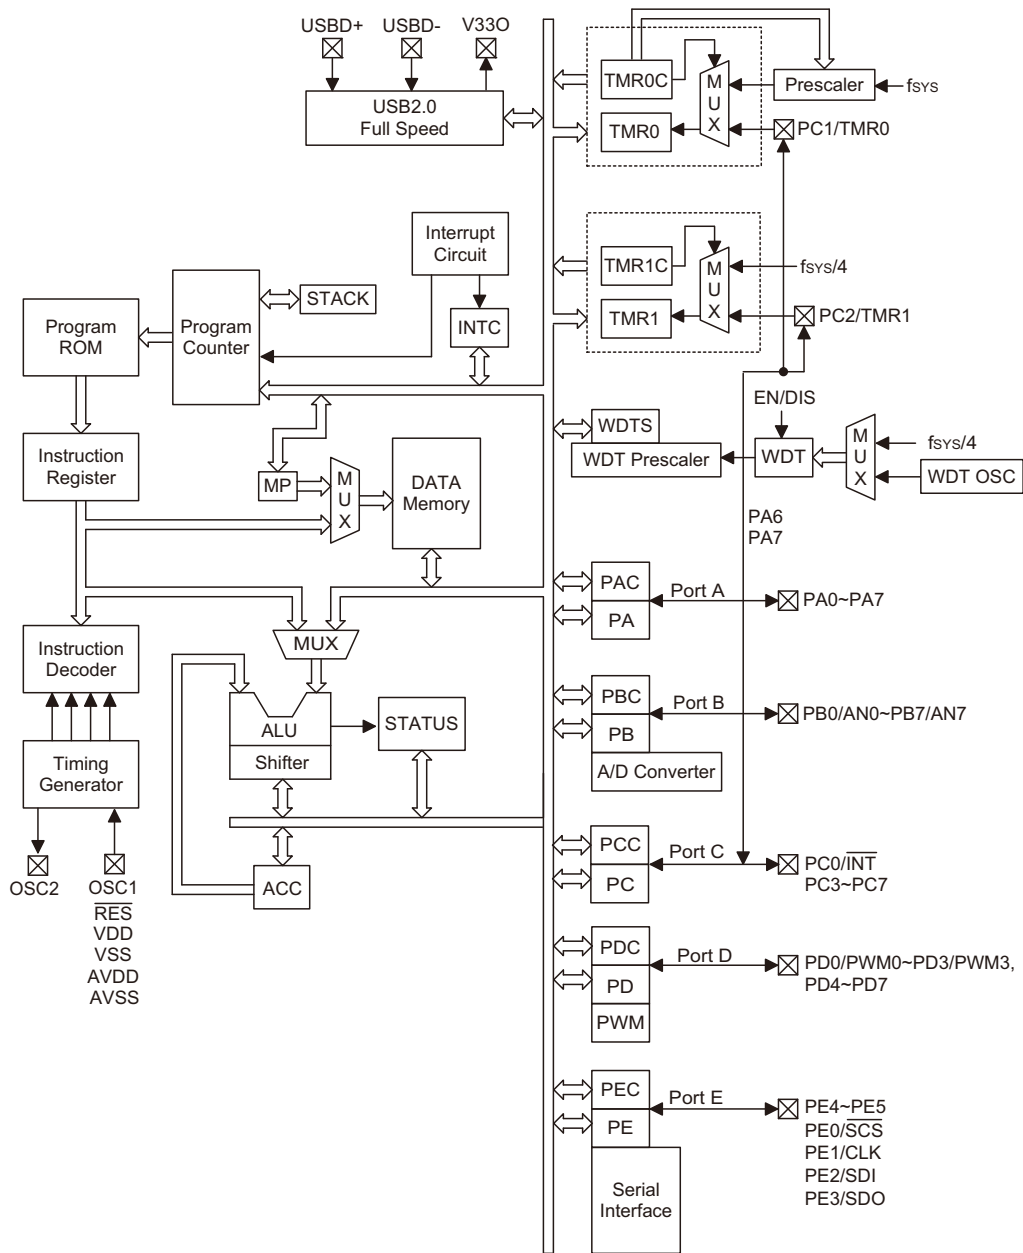 USBD+
USBD-
V33O
USB2.0
Full Speed
TMR0C
TMR0
MUX
Prescaler
fSYS
PC1/TMR0
Interrupt
Circuit
INTC
STACK
Program
Counter
Program
ROM
TMR1C
TMR1
MUX
fSYS/4
PC2/TMR1
EN/DIS
WDTS
WDT Prescaler
WDT
MUX
fSYS/4
WDT OSC
Instruction
Register
MP
MUX
DATA
Memory
PA6
PA7
PAC
PA
Port A
PA0~PA7
Instruction
Decoder
MUX
ALU
Shifter
STATUS
PBC
PB
A/D Converter
Port B
PB0/AN0~PB7/AN7
Timing
Generator
OSC2
OSC1
R̅E̅S̅
VDD
VSS
AVDD
AVSS
ACC
PCC
PC
Port C
PC0/I̅N̅T̅
PC3~PC7
PDC
PD
PWM
Port D
PD0/PWM0~PD3/PWM3,
PD4~PD7
PEC
PE
Port E
Serial
Interface
PE4~PE5
PE0/S̅C̅S̅
PE1/CLK
PE2/SDI
PE3/SDO